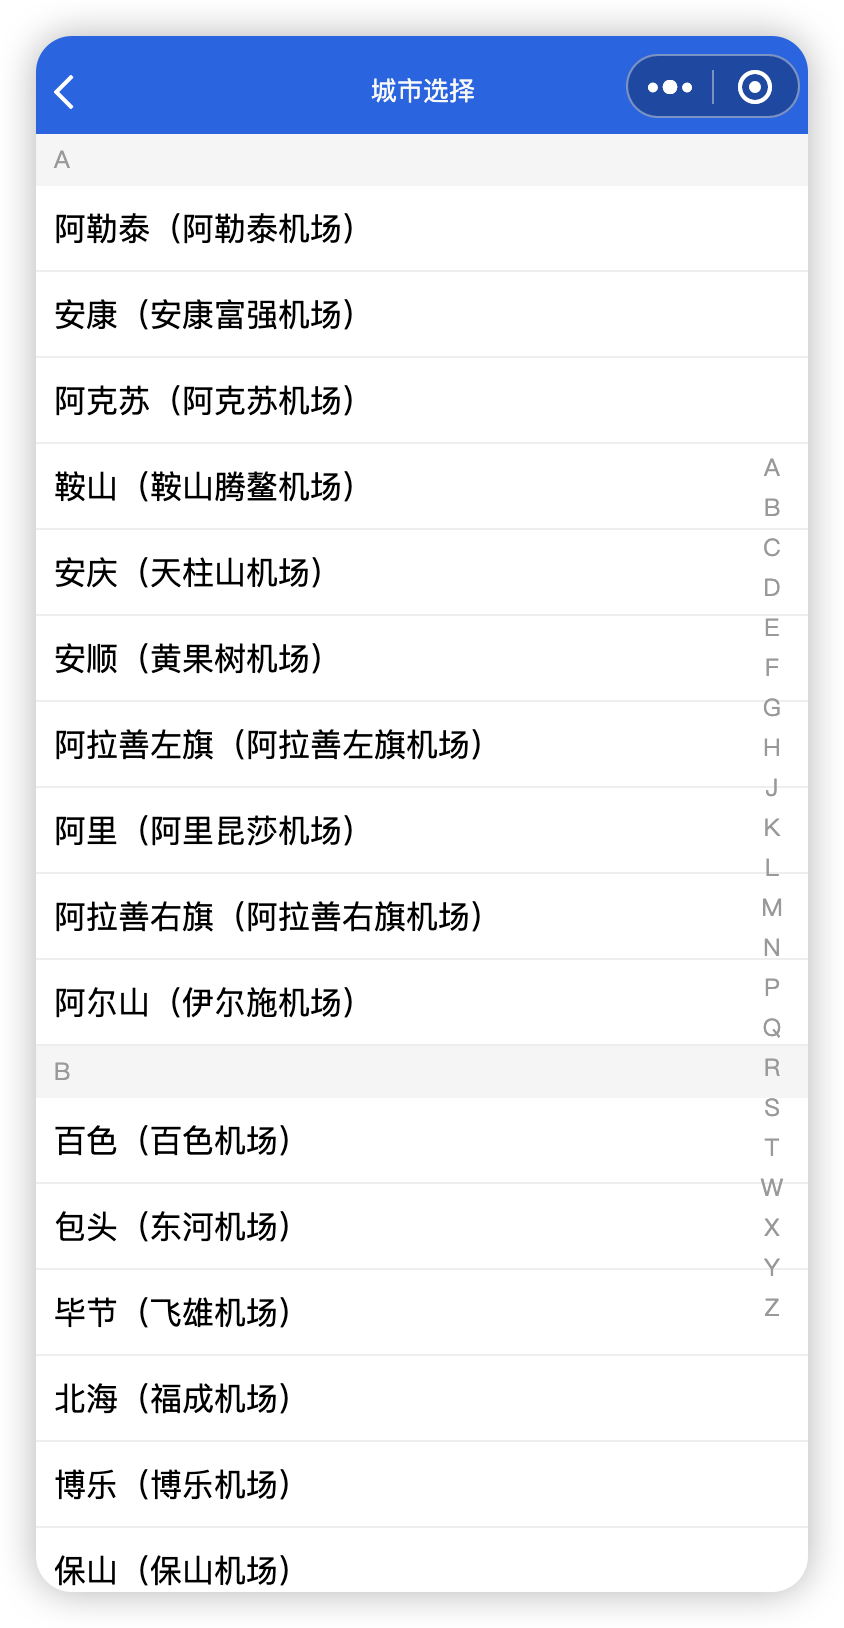 城市选择
A
阿勒泰（阿勒泰机场）
安康（安康富强机场）
阿克苏（阿克苏机场）
鞍山（鞍山腾鳌机场）
安庆（天柱山机场）
安顺（黄果树机场）
阿拉善左旗（阿拉善左旗机场）
阿里（阿里昆莎机场）
阿拉善右旗（阿拉善右旗机场）
阿尔山（伊尔施机场）
B
百色（百色机场）
包头（东河机场）
毕节（飞雄机场）
北海（福成机场）
博乐（博乐机场）
保山（保山机场）
A
B
C
D
E
F
G
H
J
K
L
M
N
P
Q
R
S
T
W
X
Y
Z